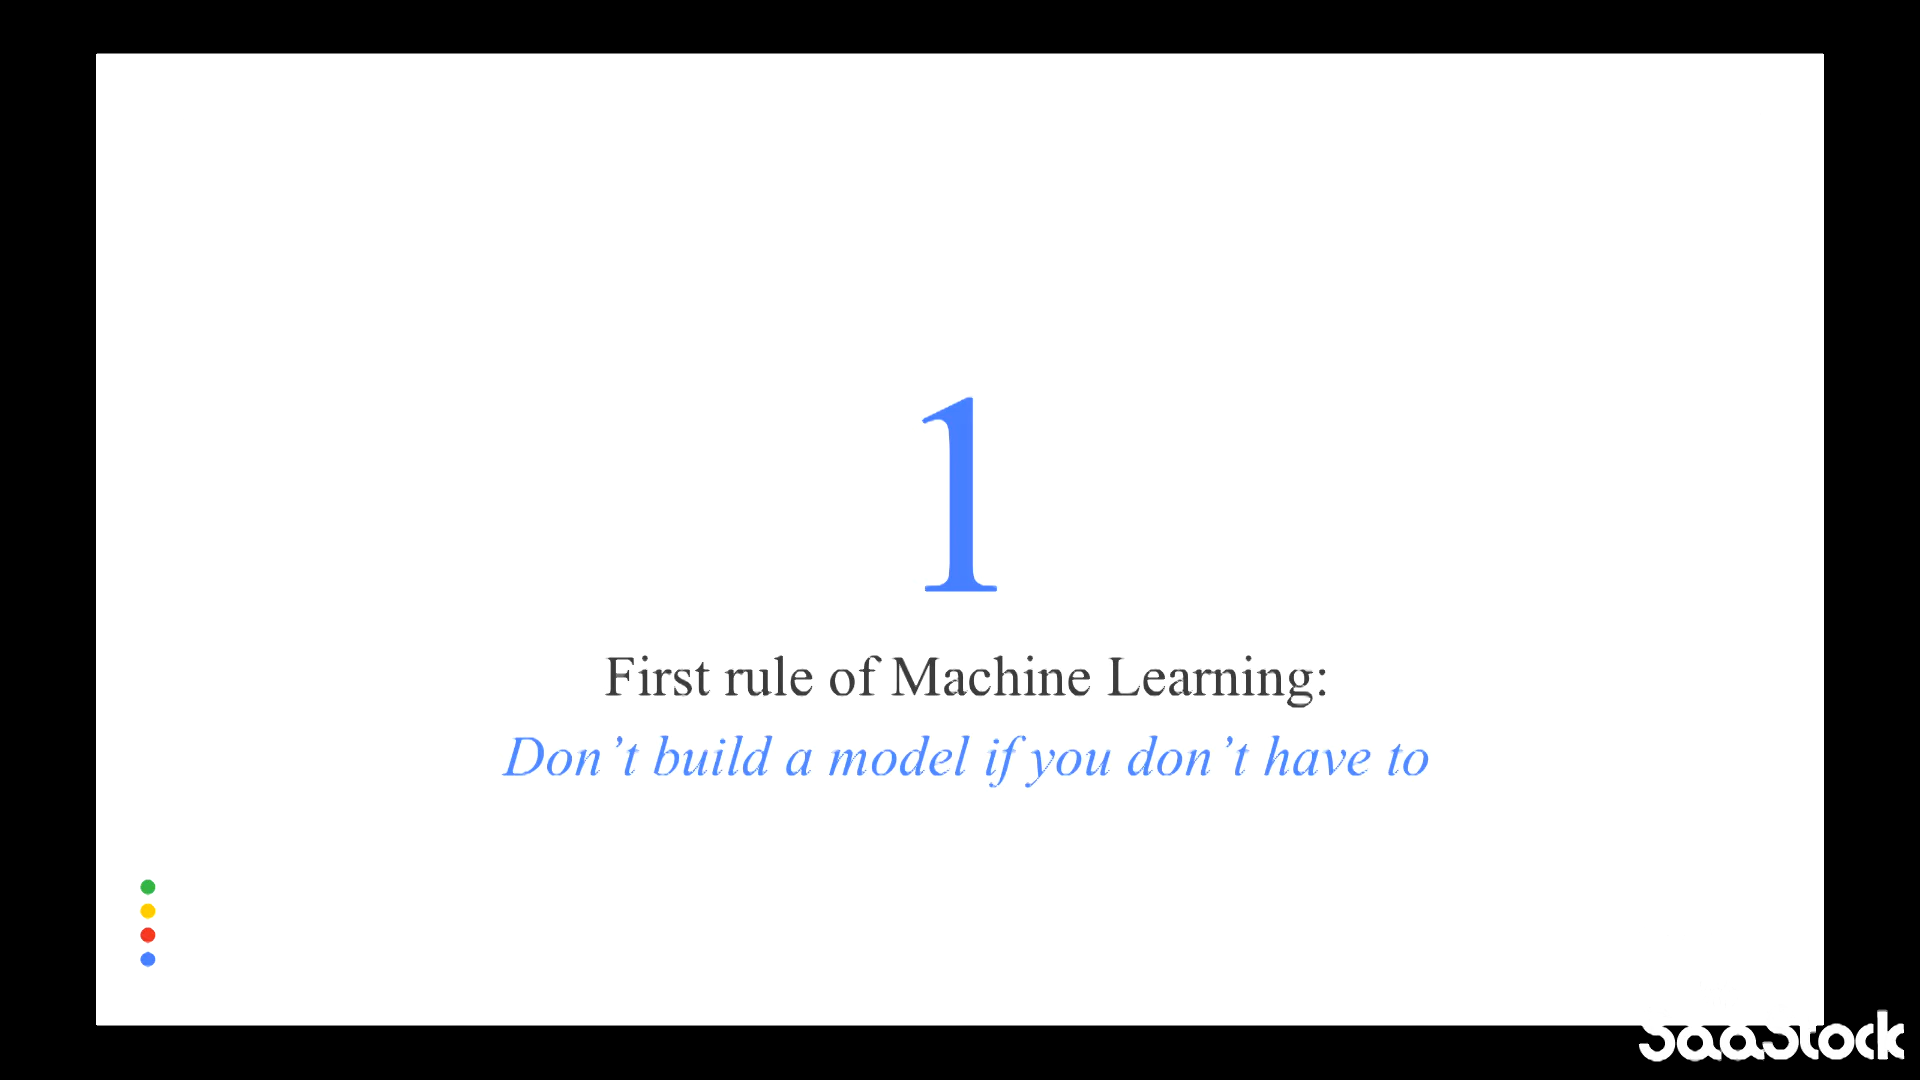 1
First rule of Machine Learning:
Don’t build a model if you don’t have to
SaaStock